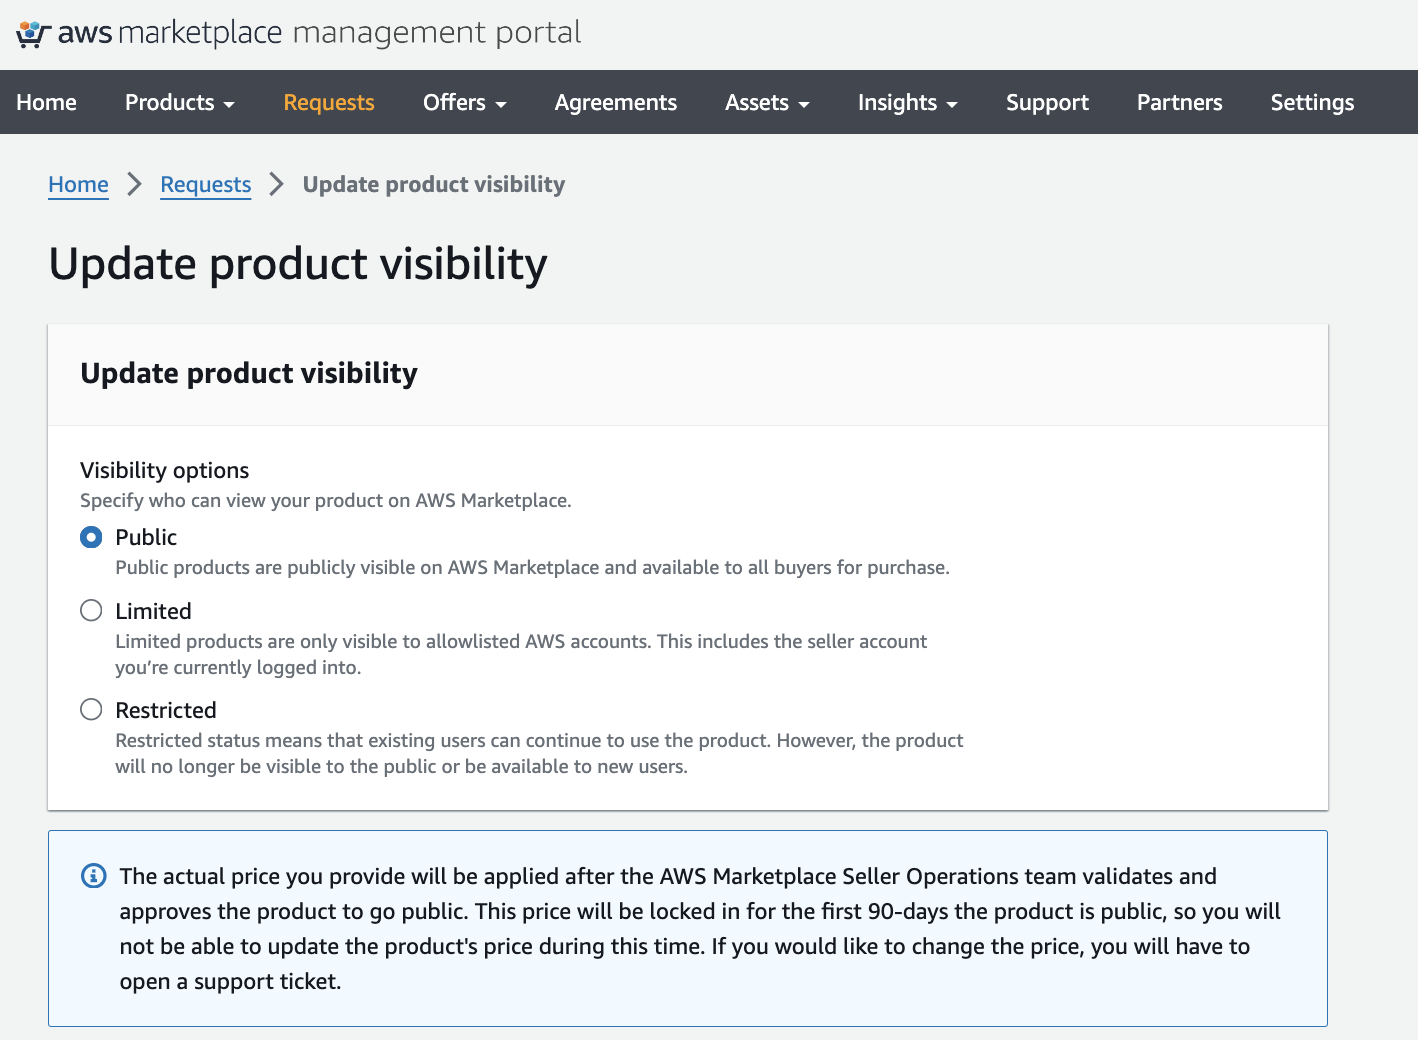 aws marketplace management portal
Home Products Requests Offers Agreements Assets Insights Support Partners Settings
Home Requests Update product visibility
Update product visibility
Update product visibility
Visibility options
Specify who can view your product on AWS Marketplace.
Public
Public products are publicly visible on AWS Marketplace and available to all buyers for purchase.
Limited
Limited products are only visible to allowlisted AWS accounts. This includes the seller account
you’re currently logged into.
Restricted
Restricted status means that existing users can continue to use the product. However, the product
will no longer be visible to the public or be available to new users.
The actual price you provide will be applied after the AWS Marketplace Seller Operations team validates and
approves the product to go public. This price will be locked in for the first 90-days the product is public, so you will
not be able to update the product's price during this time. If you would like to change the price, you will have to
open a support ticket.